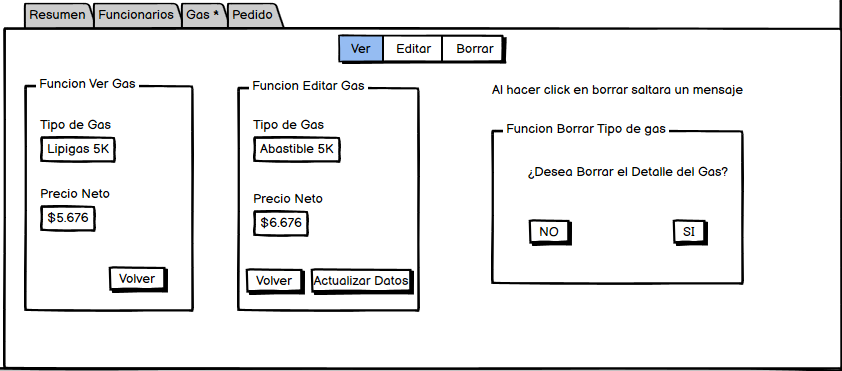 Resumen Funcionarios Gas * Pedido
Ver Editar Borrar
Funcion Ver Gas
Tipo de Gas
Lipigas 5K
Precio Neto
$5.676
Volver
Funcion Editar Gas
Tipo de Gas
Abastible 5K
Precio Neto
$6.676
Volver Actualizar Datos
Al hacer click en borrar saltara un mensaje
Funcion Borrar Tipo de gas
¿Desea Borrar el Detalle del Gas?
NO SI